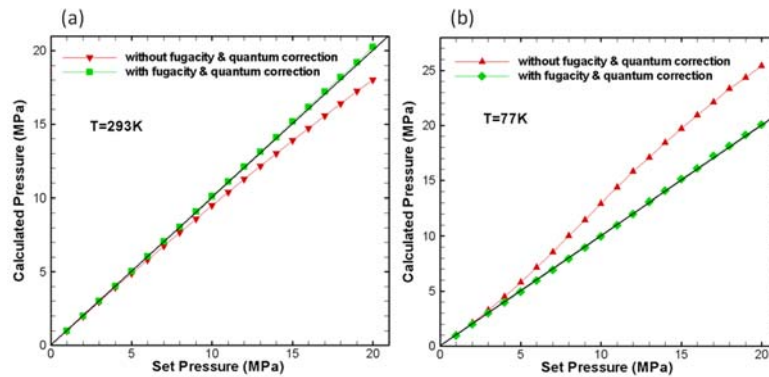 (a)
(b)
without fugacity & quantum correction
with fugacity & quantum correction
T=293K
Calculated Pressure (MPa)
20
15
10
5
0
0
5
10
15
20
Set Pressure (MPa)
without fugacity & quantum correction
with fugacity & quantum correction
T=77K
Calculated Pressure (MPa)
25
20
15
10
5
0
0
5
10
15
20
Set Pressure (MPa)